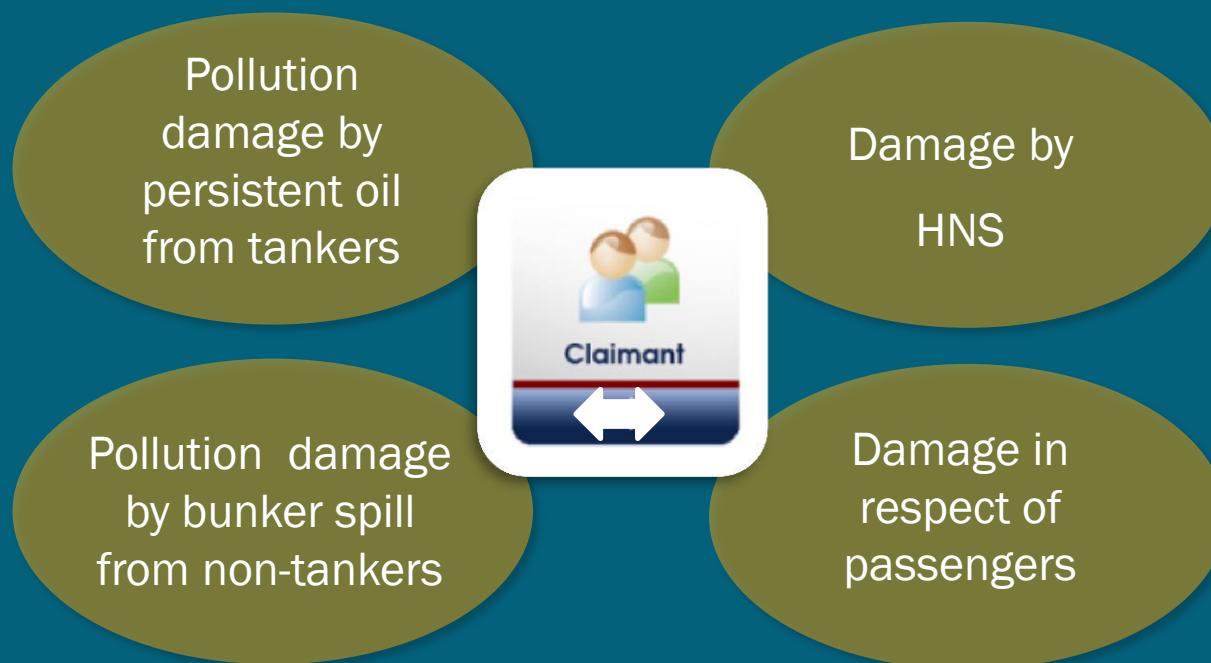 Pollution
damage by
persistent oil
from tankers
Damage by
HNS
Claimant
Pollution  damage
by bunker spill
from non-tankers
Damage in
respect of
passengers